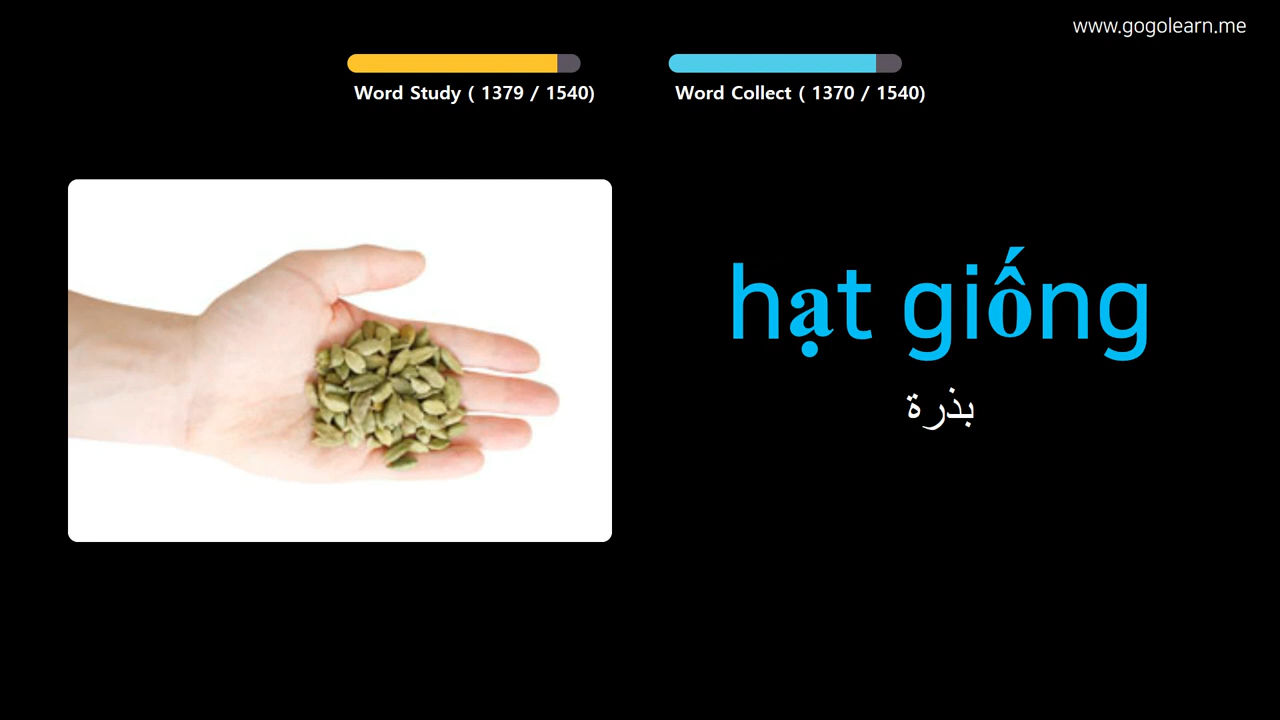 www.gogolearn.me
Word Study ( 1379 / 1540)
Word Collect ( 1370 / 1540)
hạt giống
بذرة